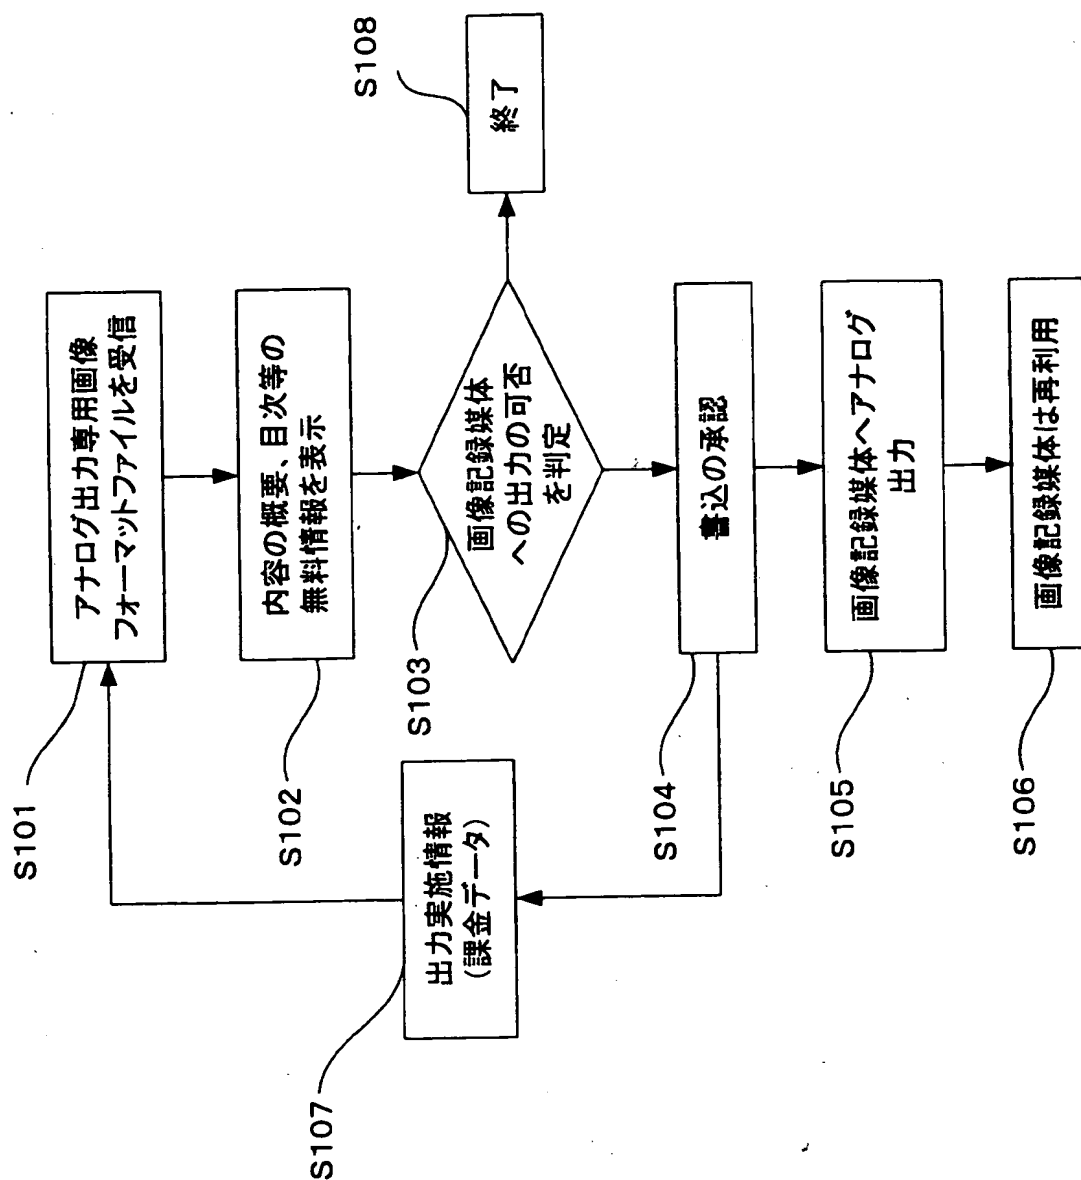 S101
アナログ出力専用画像
フォーマットファイルを受信
S102
内容の概要、目次等の
無料情報を表示
S103
画像記録媒体
への出力の可否
を判定
S108
終了
S104
書込の承認
S105
画像記録媒体へアナログ
出力
S106
画像記録媒体は再利用
S107
出力実施情報
(課金データ)